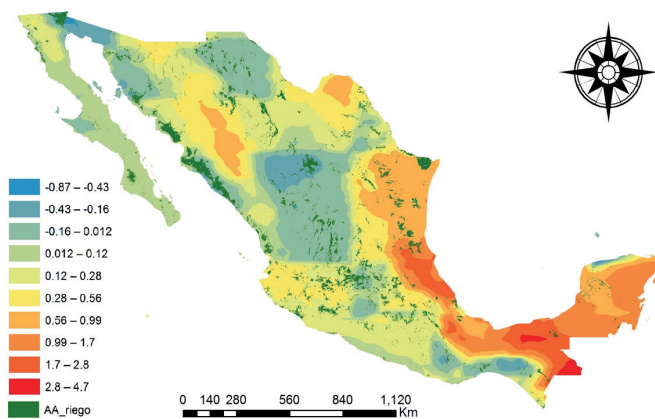 -0.87 – -0.43
-0.43 – -0.16
-0.16 – 0.012
0.012 – 0.12
0.12 – 0.28
0.28 – 0.56
0.56 – 0.99
0.99 – 1.7
1.7 – 2.8
2.8 – 4.7
AA_riego
0 140 280 560 840 1,120
Km